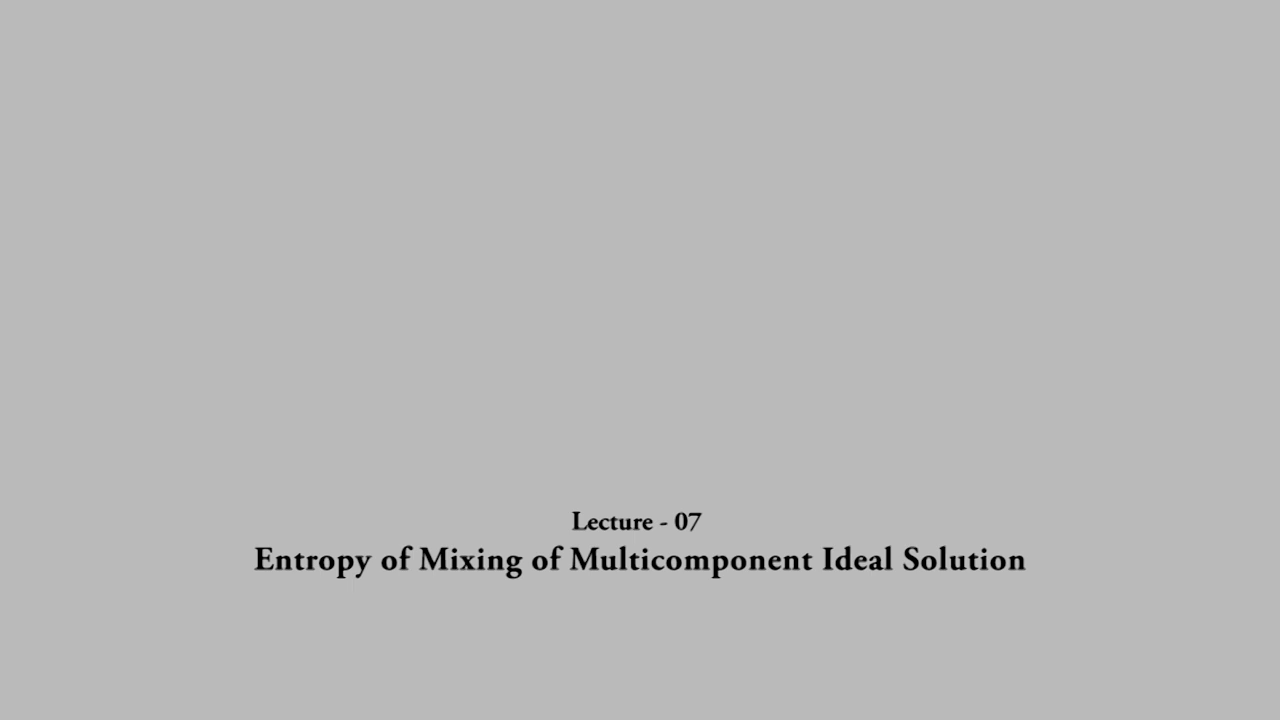 Lecture - 07
Entropy of Mixing of Multicomponent Ideal Solution